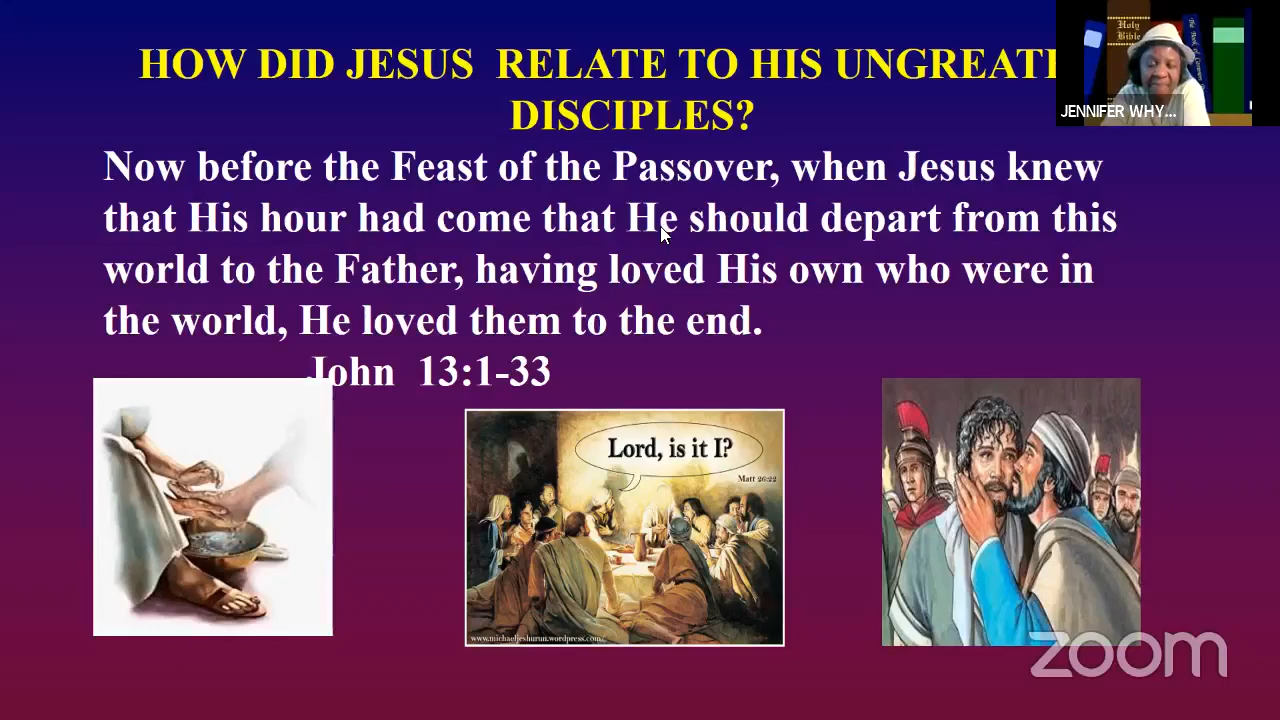 HOW DID JESUS RELATE TO HIS UNGREATE
DISCIPLES?
Now before the Feast of the Passover, when Jesus knew
that His hour had come that He should depart from this
world to the Father, having loved His own who were in
the world, He loved them to the end.
John 13:1-33
Holy
Bible
JENNIFER WHY...
Lord, is it I?
Matt 26:22
www.michaeljeshurun.wordpress.com/
zoom